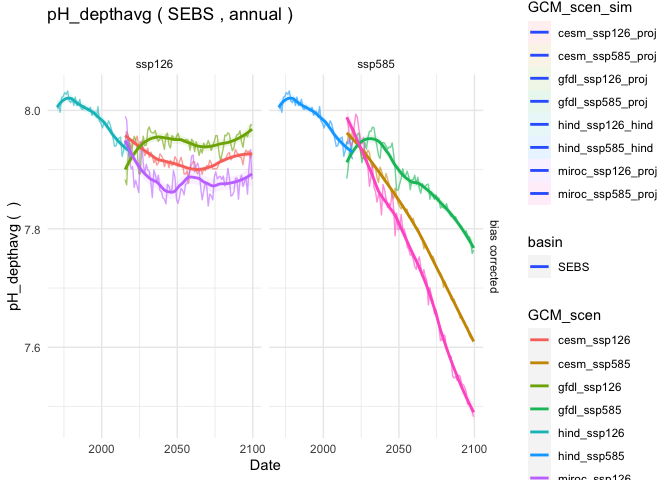 pH_depthavg ( SEBS , annual )
ssp126
ssp585
8.0
7.8
7.6
pH_depthavg ( )
2000
2050
2100
2000
2050
2100
Date
bias corrected
GCM_scen_sim
cesm_ssp126_proj
cesm_ssp585_proj
gfdl_ssp126_proj
gfdl_ssp585_proj
hind_ssp126_hind
hind_ssp585_hind
miroc_ssp126_proj
miroc_ssp585_proj
basin
SEBS
GCM_scen
cesm_ssp126
cesm_ssp585
gfdl_ssp126
gfdl_ssp585
hind_ssp126
hind_ssp585
miroc_ssp126